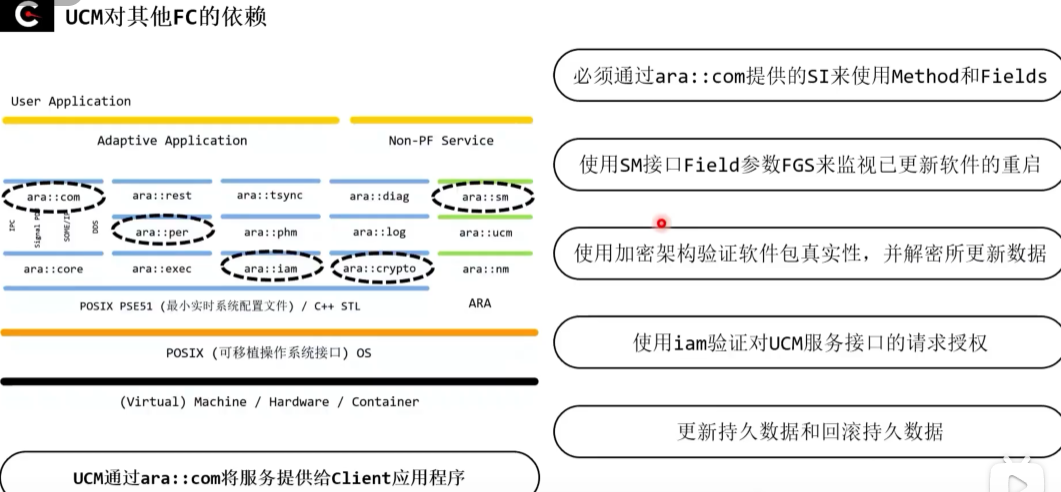 UCM对其他FC的依赖
User Application
Adaptive Application
Non-PF Service
ara::com
ara::rest
ara::tsync
ara::diag
ara::sm
IPC
SOME/IP
DDS
ara::per
ara::phm
ara::log
ara::ucm
ara::core
ara::exec
ara::iam
ara::crypto
ara::nm
POSIX PSE51 (最小实时系统配置文件) / C++ STL
ARA
POSIX (可移植操作系统接口) OS
(Virtual) Machine / Hardware / Container
UCM通过ara::com将服务提供给Client应用程序
必须通过ara::com提供的SI来使用Method和Fields
使用SM接口Field参数FGS来监视已更新软件的重启
使用加密架构验证软件包真实性，并解密所更新数据
使用iam验证对UCM服务接口的请求授权
更新持久数据和回滚持久数据